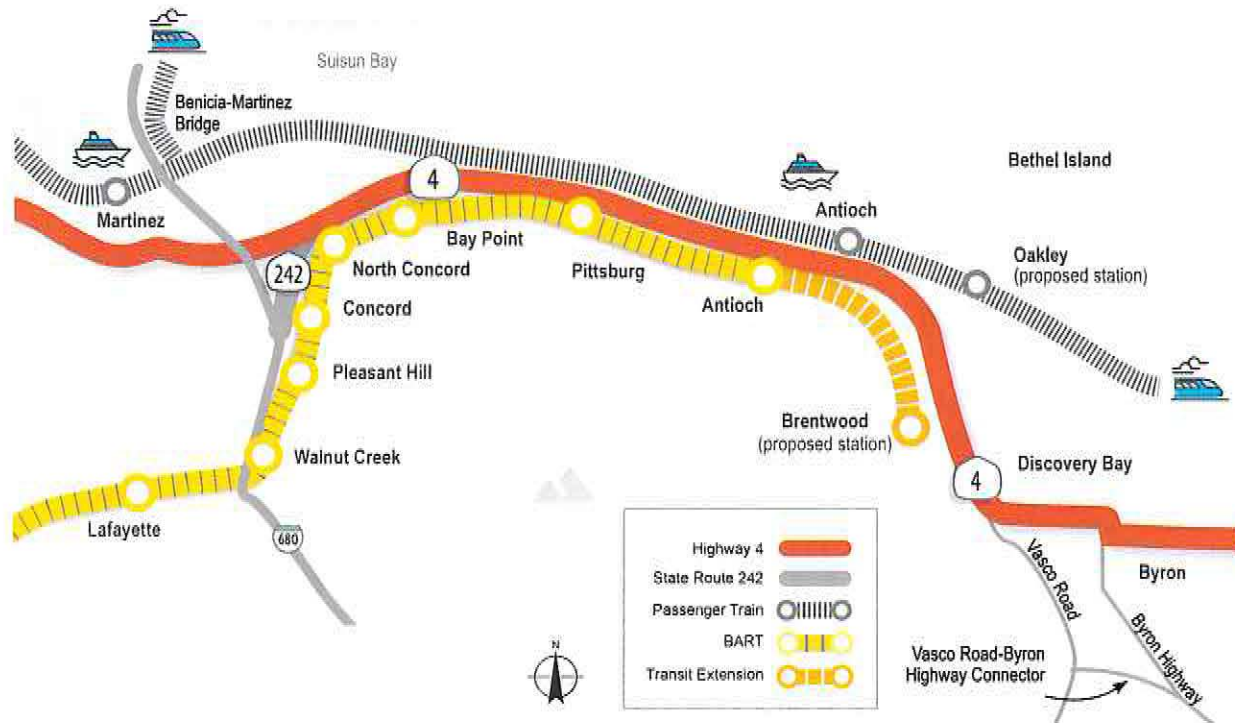 Suisun Bay
Benicia-Martinez
Bridge
Bethel Island
4
Martinez
Antioch
242
North Concord
Bay Point
Pittsburg
Antioch
Oakley
(proposed station)
Concord
Pleasant Hill
Brentwood
(proposed station)
Walnut Creek
Discovery Bay
4
Lafayette
680
Highway 4
State Route 242
Passenger Train
BART
Transit Extension
N
Vasco Road
Byron
Byron Highway
Vasco Road-Byron
Highway Connector